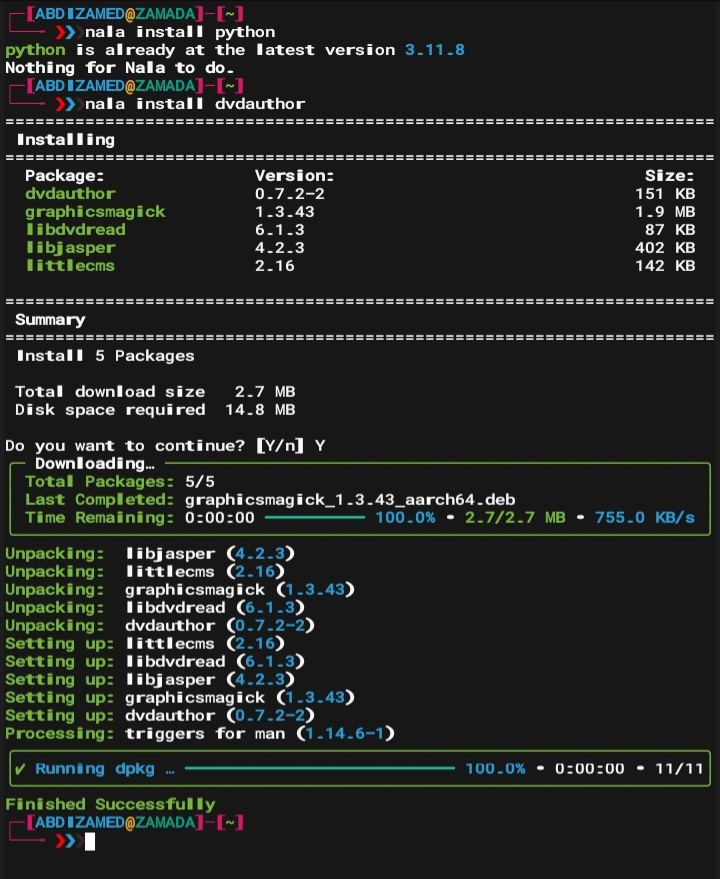 ┌─[ABDIZAMED@ZAMADA]─[~]
└──╼ ❯❯❯nala install python
python is already at the latest version 3.11.8
Nothing for Nala to do.
┌─[ABDIZAMED@ZAMADA]─[~]
└──╼ ❯❯❯nala install dvdauthor
=======================================================================
Installing
=======================================================================
Package: Version: Size:
dvdauthor 0.7.2-2 151 KB
graphicsmagick 1.3.43 1.9 MB
libdvdread 6.1.3 87 KB
libjasper 4.2.3 402 KB
littlecms 2.16 142 KB
=======================================================================
Summary
=======================================================================
Install 5 Packages
Total download size 2.7 MB
Disk space required 14.8 MB
Do you want to continue? [Y/n] Y
Downloading…
Total Packages: 5/5
Last Completed: graphicsmagick_1.3.43_aarch64.deb
Time Remaining: 0:00:00 ━━━━━━━━━━ 100.0% • 2.7/2.7 MB • 755.0 KB/s
Unpacking: libjasper (4.2.3)
Unpacking: littlecms (2.16)
Unpacking: graphicsmagick (1.3.43)
Unpacking: libdvdread (6.1.3)
Unpacking: dvdauthor (0.7.2-2)
Setting up: littlecms (2.16)
Setting up: libdvdread (6.1.3)
Setting up: libjasper (4.2.3)
Setting up: graphicsmagick (1.3.43)
Setting up: dvdauthor (0.7.2-2)
Processing: triggers for man (1.14.6-1)
✔ Running dpkg … ━━━━━━━━━━━━━━━━━━━━━━━━━━━ 100.0% • 0:00:00 • 11/11
Finished Successfully
┌─[ABDIZAMED@ZAMADA]─[~]
└──╼ ❯❯❯